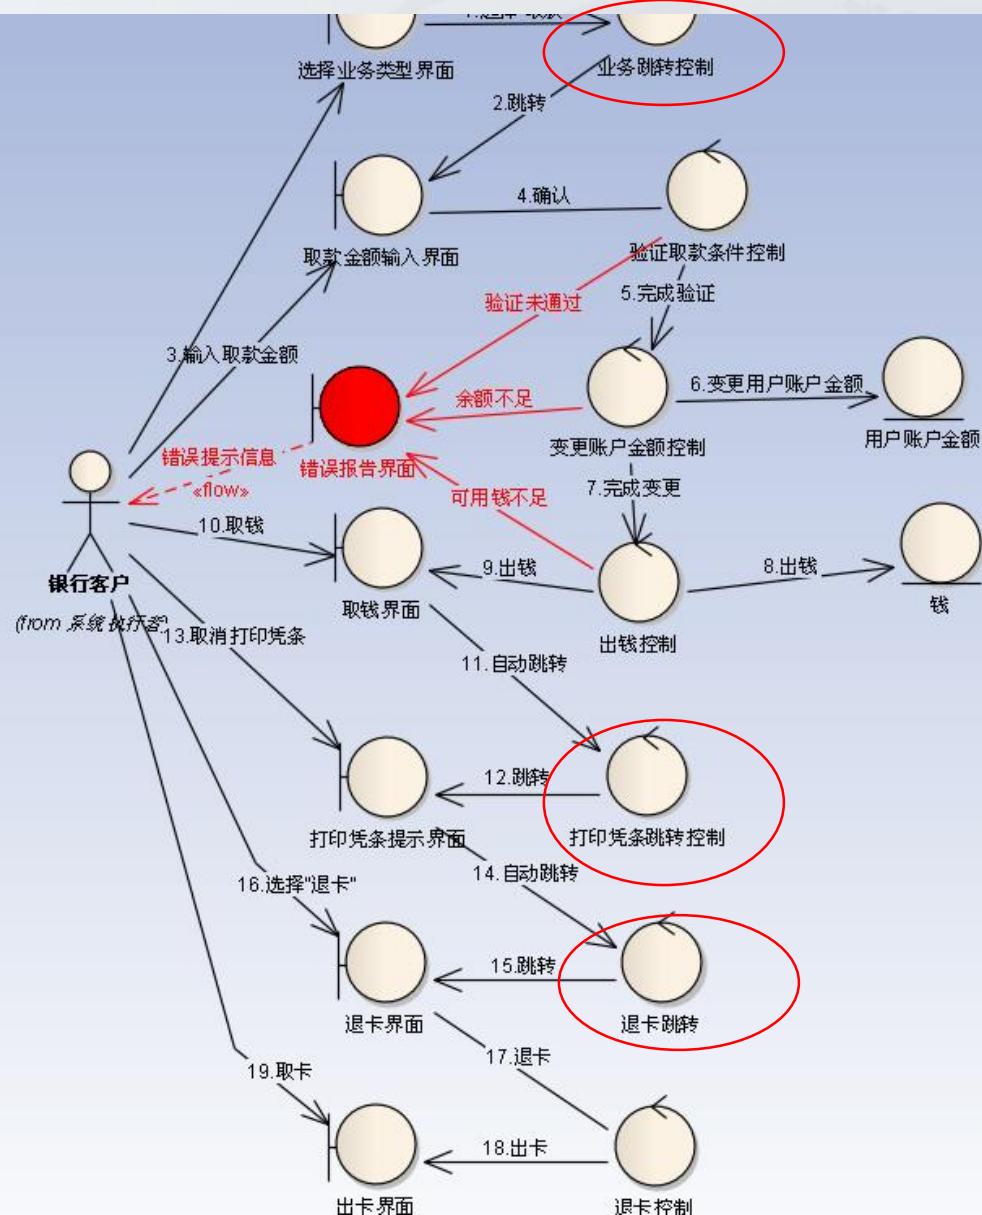 选择业务类型界面
业务跳转控制
2.跳转
4.确认
取款金额输入界面
验证取款条件控制
验证未通过
5.完成验证
3.输入取款金额
余额不足
6.变更用户账户金额
变更账户金额控制
用户账户金额
错误提示信息
错误报告界面
«flow»
可用钱不足
7.完成变更
10.取钱
9.出钱
8.出钱
银行客户
取钱界面
钱
(from 系统执行者)
13.取消打印凭条
出钱控制
11.自动跳转
12.跳转
打印凭条提示界面
打印凭条跳转控制
14.自动跳转
16.选择"退卡"
15.跳转
退卡界面
退卡跳转
17.退卡
19.取卡
18.出卡
出卡界面
退卡控制